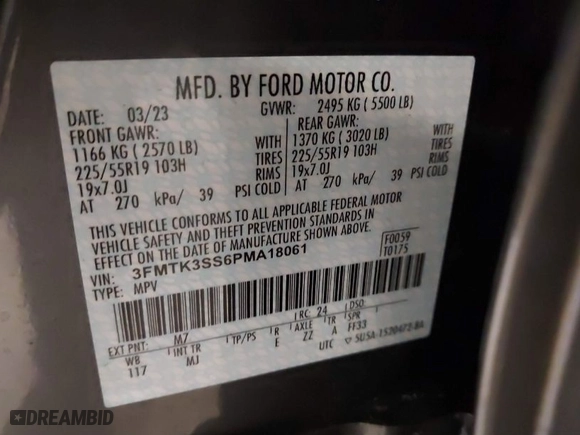 MFD. BY FORD MOTOR CO.
DATE: 03/23 GVWR: 2495 KG ( 5500 LB)
FRONT GAWR: REAR GAWR:
1166 KG ( 2570 LB) WITH 1370 KG ( 3020 LB) WITH
225/55R19 103H TIRES 225/55R19 103H TIRES
19x7.0J RIMS 19x7.0J RIMS
AT 270 kPa/ 39 PSI COLD AT 270 kPa/ 39 PSI COLD
THIS VEHICLE CONFORMS TO ALL APPLICABLE FEDERAL MOTOR
VEHICLE SAFETY AND THEFT PREVENTION STANDARDS IN
EFFECT ON THE DATE OF MANUFACTURE SHOWN ABOVE.
VIN: 3FMTK3SS6PMA18061 F0059
TYPE: MPV T0175
EXT PNT: M7 RC: 24 DSO:
WB INT TR TP/PS R AXLE TR SPR
117 MJ E ZZ A FF33
UTC
DREAMBID